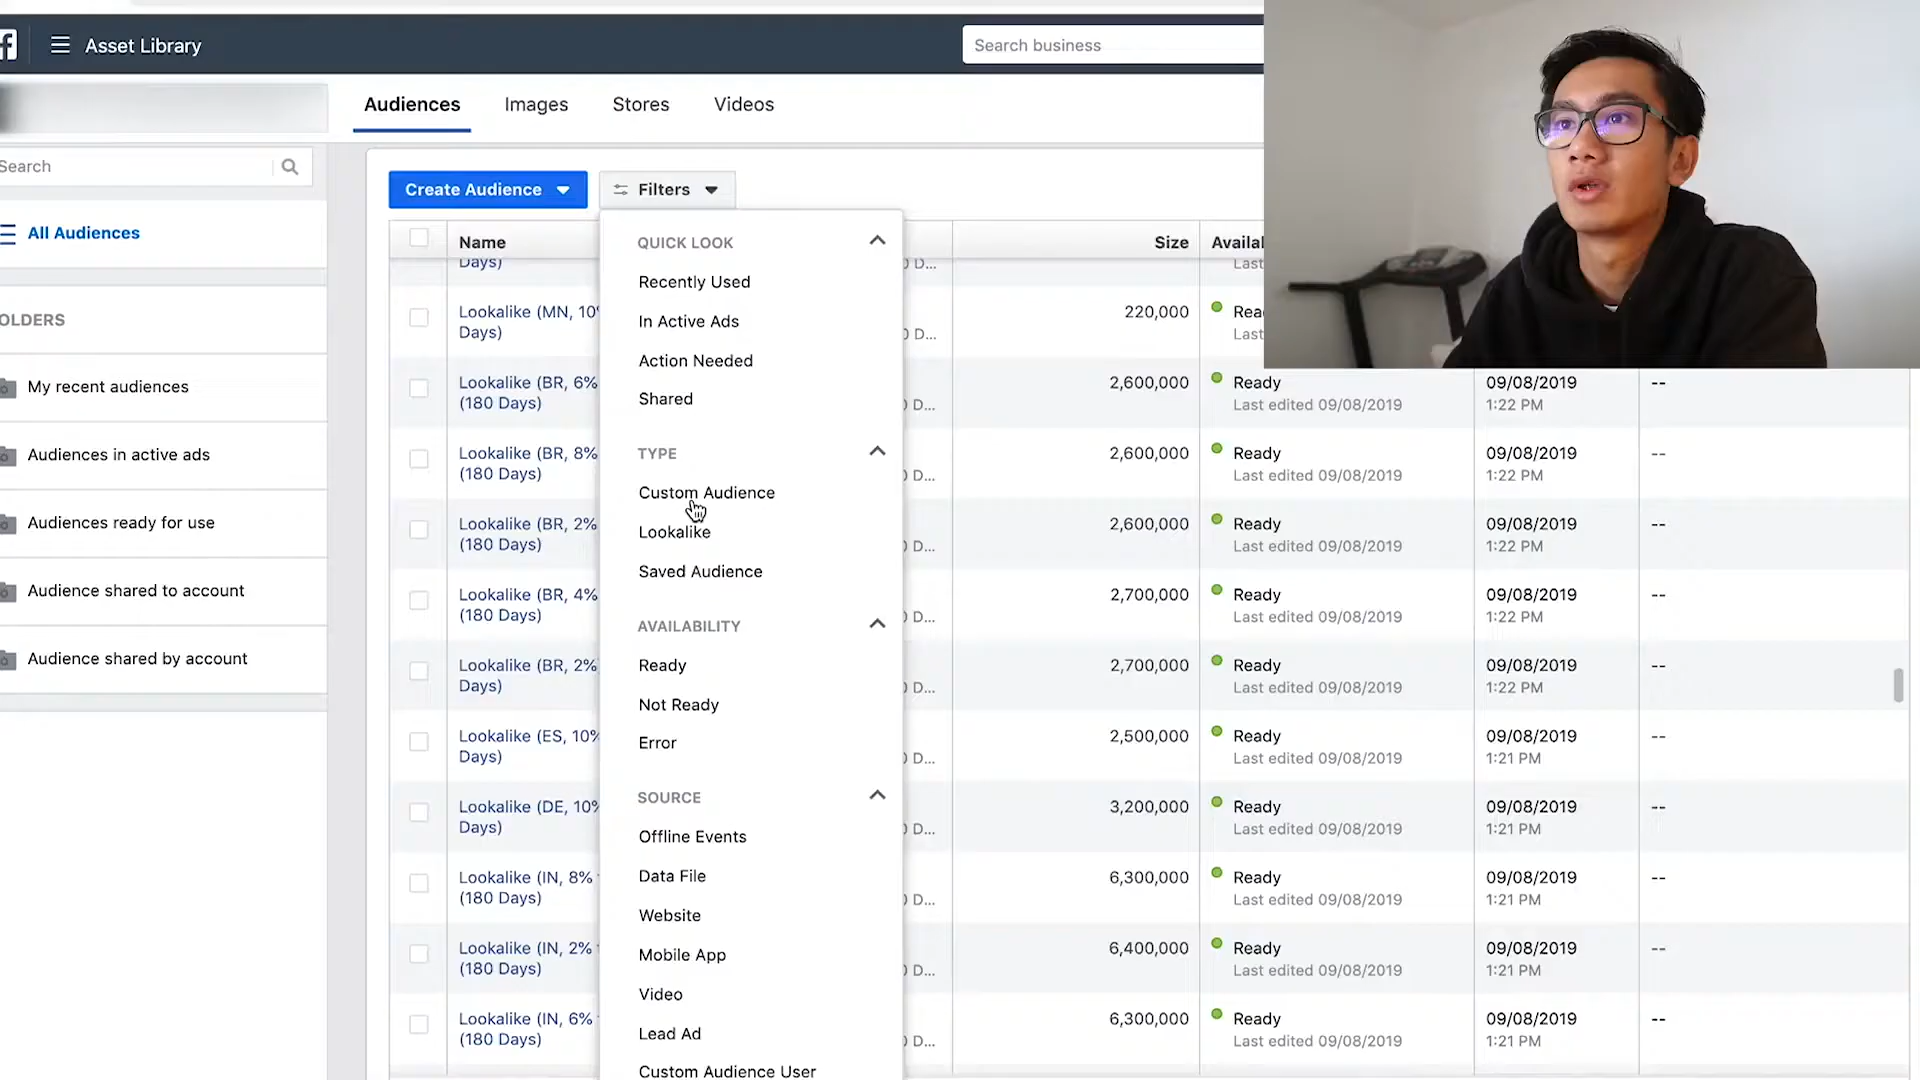 f
Asset Library
Search business
Audiences
Images
Stores
Videos
Search
All Audiences
OLDERS
My recent audiences
Audiences in active ads
Audiences ready for use
Audience shared to account
Audience shared by account
Create Audience
Filters
QUICK LOOK
Recently Used
In Active Ads
Action Needed
Shared
TYPE
Custom Audience
Lookalike
Saved Audience
AVAILABILITY
Ready
Not Ready
Error
SOURCE
Offline Events
Data File
Website
Mobile App
Video
Lead Ad
Custom Audience User
Name
Size
Availa
Days)
D...
Last
Lookalike (MN, 10%
Days)
D...
220,000
Rea
Last
Lookalike (BR, 6%
(180 Days)
D...
2,600,000
Ready
Last edited 09/08/2019
09/08/2019
1:22 PM
--
Lookalike (BR, 8%
(180 Days)
D...
2,600,000
Ready
Last edited 09/08/2019
09/08/2019
1:22 PM
--
Lookalike (BR, 2%
(180 Days)
D...
2,600,000
Ready
Last edited 09/08/2019
09/08/2019
1:22 PM
--
Lookalike (BR, 4%
(180 Days)
D...
2,700,000
Ready
Last edited 09/08/2019
09/08/2019
1:22 PM
--
Lookalike (BR, 2%
Days)
D...
2,700,000
Ready
Last edited 09/08/2019
09/08/2019
1:22 PM
--
Lookalike (ES, 10%
Days)
D...
2,500,000
Ready
Last edited 09/08/2019
09/08/2019
1:21 PM
--
Lookalike (DE, 10%
Days)
D...
3,200,000
Ready
Last edited 09/08/2019
09/08/2019
1:21 PM
--
Lookalike (IN, 8%
(180 Days)
D...
6,300,000
Ready
Last edited 09/08/2019
09/08/2019
1:21 PM
--
Lookalike (IN, 2%
(180 Days)
D...
6,400,000
Ready
Last edited 09/08/2019
09/08/2019
1:21 PM
--
Lookalike (IN, 6%
(180 Days)
D...
6,300,000
Ready
Last edited 09/08/2019
09/08/2019
1:21 PM
--